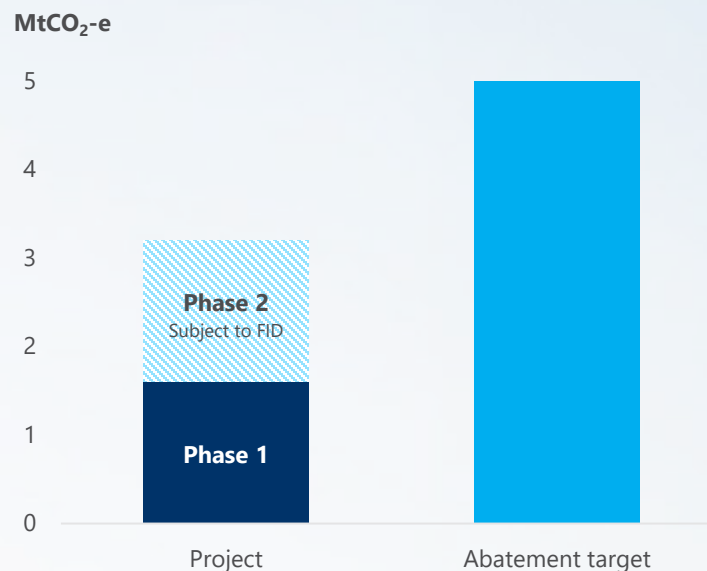 MtCO₂-e
5
4
3
2
1
0
Phase 2
Subject to FID
Phase 1
Project
Abatement target